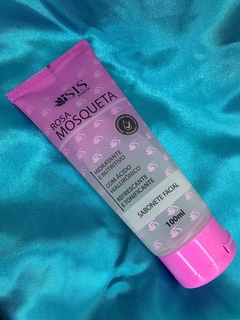 SIS
ROSA
MOSQUETA
HIDRATANTE
E NUTRITIVO
COM ÁCIDO
HIALURÔNICO
REFRESCANTE
E TONIFICANTE
SABONETE FACIAL
100ml